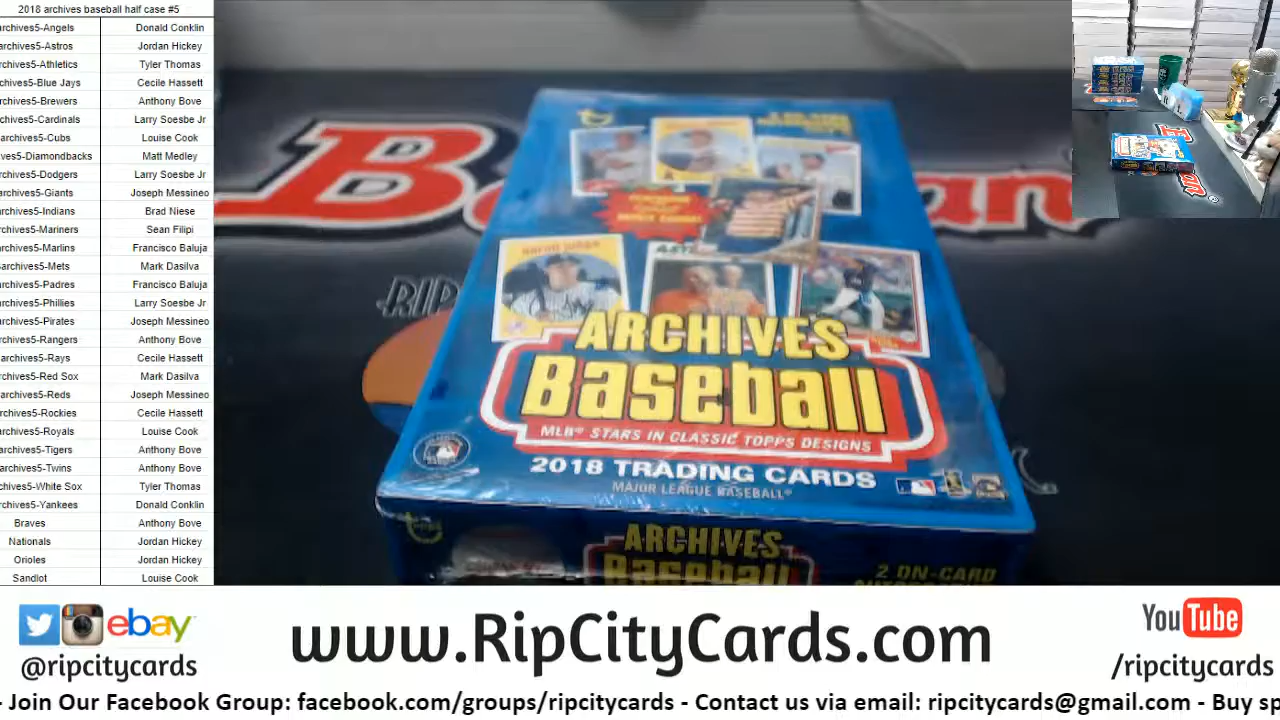 2018 archives baseball half case #5
archives5-Angels Donald Conklin
archives5-Astros Jordan Hickey
archives5-Athletics Tyler Thomas
archives5-Blue Jays Cecile Hassett
archives5-Brewers Anthony Bove
archives5-Cardinals Larry Soesbe Jr
archives5-Cubs Louise Cook
ves5-Diamondbacks Matt Medley
archives5-Dodgers Larry Soesbe Jr
archives5-Giants Joseph Messineo
archives5-Indians Brad Niese
archives5-Mariners Sean Filipi
archives5-Marlins Francisco Baluja
archives5-Mets Mark Dasilva
archives5-Padres Francisco Baluja
archives5-Phillies Larry Soesbe Jr
archives5-Pirates Joseph Messineo
archives5-Rangers Anthony Bove
archives5-Rays Cecile Hassett
archives5-Red Sox Mark Dasilva
archives5-Reds Joseph Messineo
archives5-Rockies Cecile Hassett
archives5-Royals Louise Cook
archives5-Tigers Anthony Bove
archives5-Twins Anthony Bove
archives5-White Sox Tyler Thomas
archives5-Yankees Donald Conklin
Braves Anthony Bove
Nationals Jordan Hickey
Orioles Jordan Hickey
Sandlot Louise Cook
RIP
ARCHIVES
Baseball
MLB® STARS IN CLASSIC TOPPS DESIGNS
2018 TRADING CARDS
MAJOR LEAGUE BASEBALL®
ARCHIVES
Baseball
2 ON-CARD
ebay
@ripcitycards
www.RipCityCards.com
YouTube
/ripcitycards
- Join Our Facebook Group: facebook.com/groups/ripcitycards - Contact us via email: ripcitycards@gmail.com - Buy sp